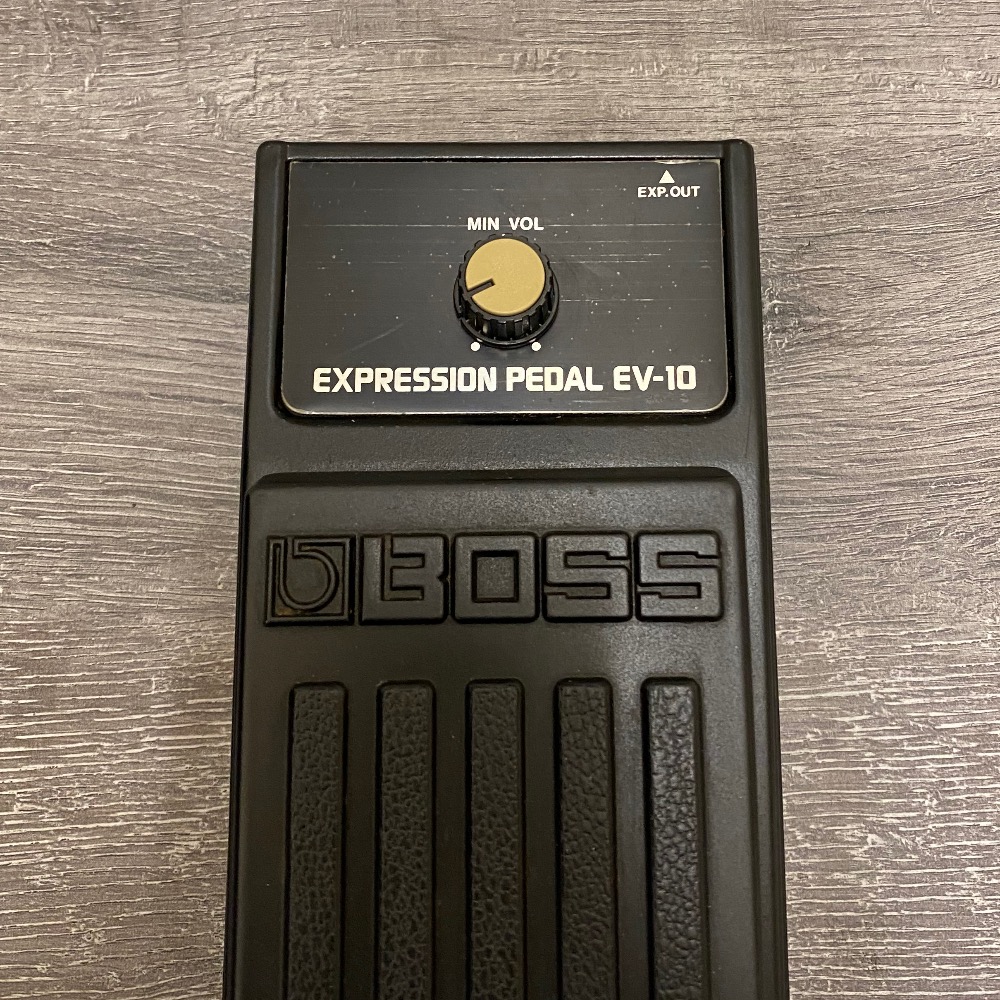 EXP.OUT
MIN VOL
EXPRESSION PEDAL EV-10
BOSS